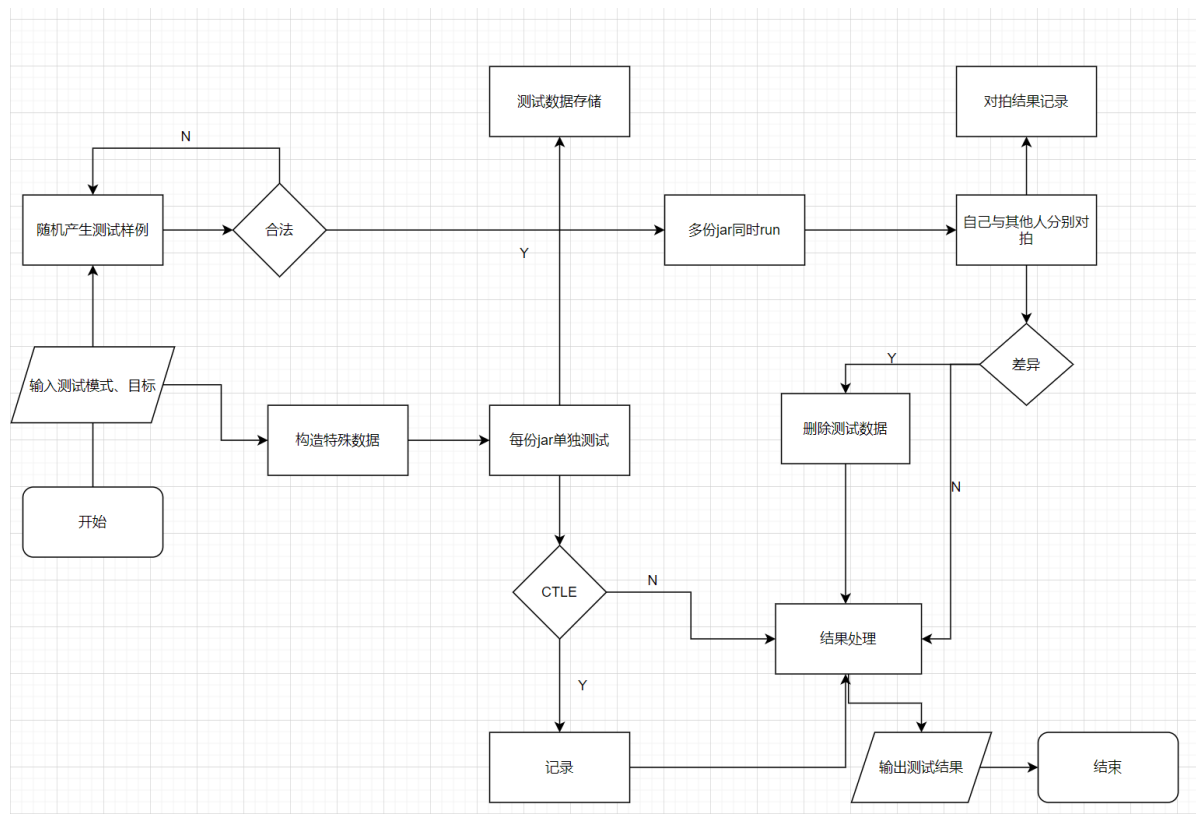 测试数据存储
对拍结果记录
N
随机产生测试样例
合法
多份jar同时run
自己与其他人分别对
拍
Y
输入测试模式、目标
Y
差异
构造特殊数据
每份jar单独测试
删除测试数据
N
开始
CTLE
N
结果处理
Y
记录
输出测试结果
结束